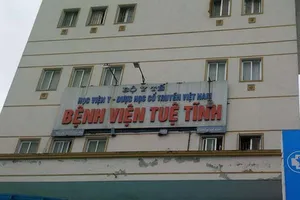 BỘ Y TẾ
HỌC VIỆN Y - DƯỢC HỌC CỔ TRUYỀN VIỆT NAM
BỆNH VIỆN TUỆ TĨNH